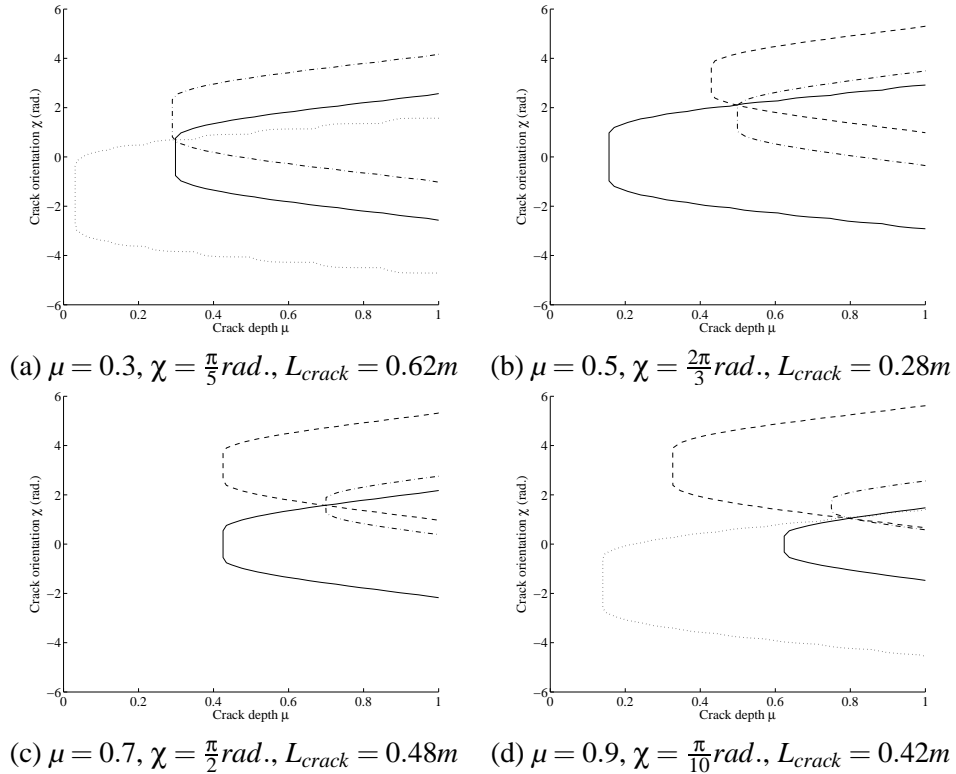 6
4
2
0
−2
−4
−6
Crack orientation χ (rad.)
0 0.2 0.4 0.6 0.8 1
Crack depth µ
(a) μ = 0.3, χ = π/5 rad., L_crack = 0.62m
6
4
2
0
−2
−4
−6
Crack orientation χ (rad.)
0 0.2 0.4 0.6 0.8 1
Crack depth µ
(b) μ = 0.5, χ = 2π/3 rad., L_crack = 0.28m
6
4
2
0
−2
−4
−6
Crack orientation χ (rad.)
0 0.2 0.4 0.6 0.8 1
Crack depth µ
(c) μ = 0.7, χ = π/2 rad., L_crack = 0.48m
6
4
2
0
−2
−4
−6
Crack orientation χ (rad.)
0 0.2 0.4 0.6 0.8 1
Crack depth µ
(d) μ = 0.9, χ = π/10 rad., L_crack = 0.42m